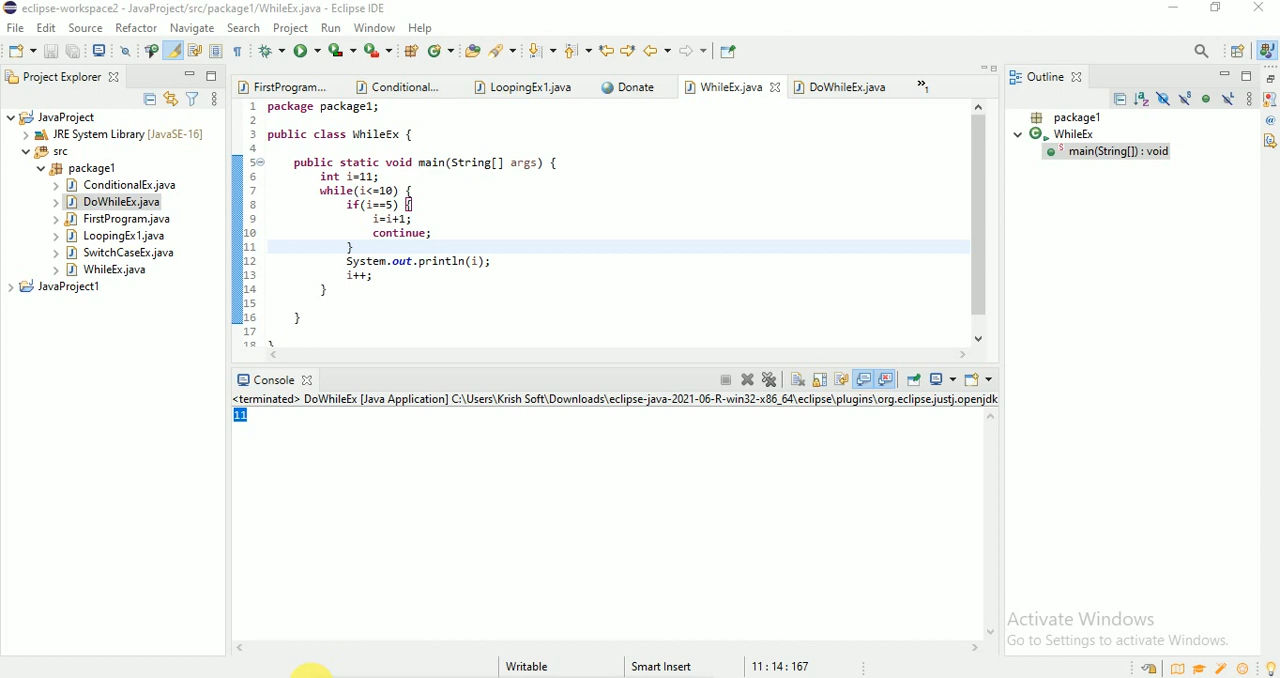 eclipse-workspace2 - JavaProject/src/package1/WhileEx.java - Eclipse IDE
File Edit Source Refactor Navigate Search Project Run Window Help
Project Explorer
JavaProject
JRE System Library [JavaSE-16]
src
package1
ConditionalEx.java
DoWhileEx.java
FirstProgram.java
LoopingEx1.java
SwitchCaseEx.java
WhileEx.java
JavaProject1
FirstProgram... Conditional... LoopingEx1.java Donate WhileEx.java DoWhileEx.java »1
1 package package1;
2
3 public class WhileEx {
4
5 public static void main(String[] args) {
6 int i=11;
7 while(i<=10) {
8 if(i==5) {
9 i=i+1;
10 continue;
11 }
12 System.out.println(i);
13 i++;
14 }
15
16 }
17
18 }
Console
<terminated> DoWhileEx [Java Application] C:\Users\Krish Soft\Downloads\eclipse-java-2021-06-R-win32-x86_64\eclipse\plugins\org.eclipse.justj.openjdk
11
Outline
package1
WhileEx
main(String[]) : void
Activate Windows
Go to Settings to activate Windows.
Writable Smart Insert 11 : 14 : 167